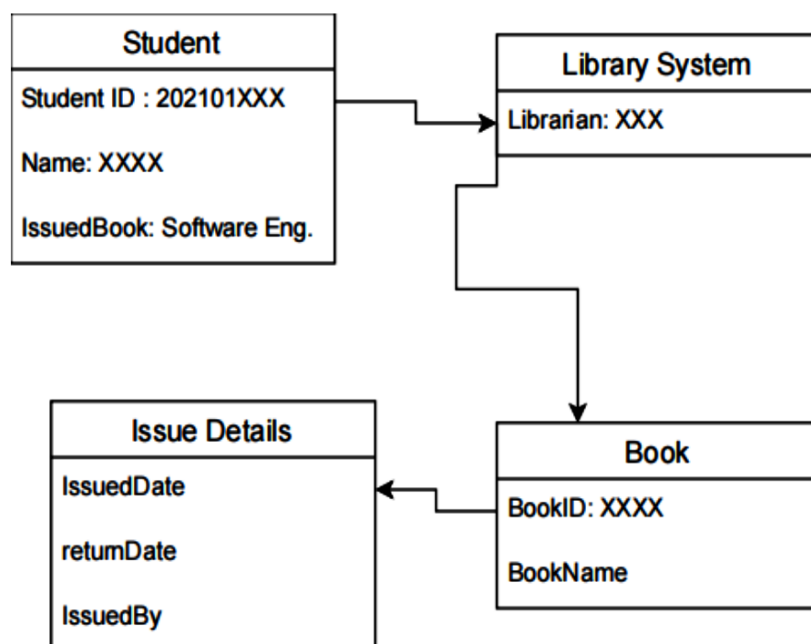 Student
Student ID : 202101XXX
Name: XXXX
IssuedBook: Software Eng.
Library System
Librarian: XXX
Issue Details
IssuedDate
returnDate
IssuedBy
Book
BookID: XXXX
BookName